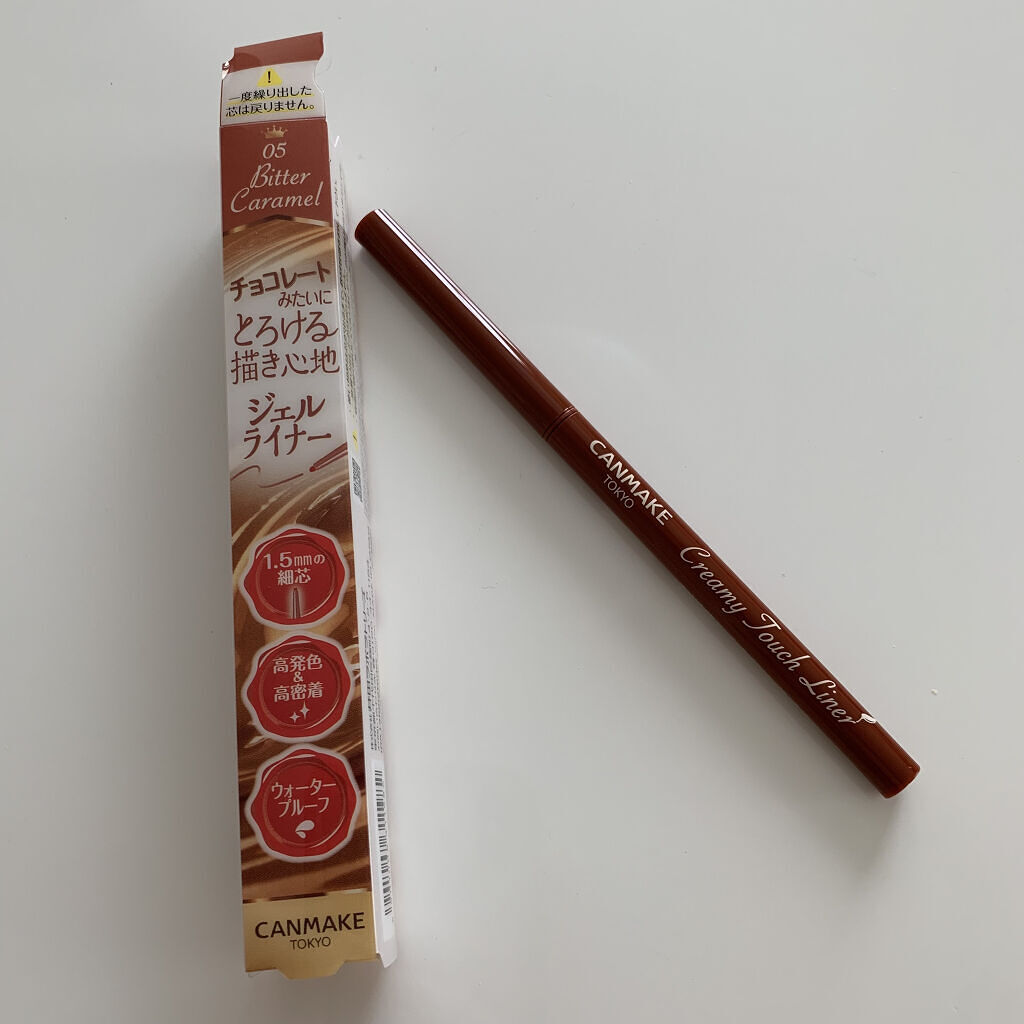 !
一度繰り出した
芯は戻りません。
05
Bitter
Caramel
チョコレート
みたいに
とろける
描き心地
ジェル
ライナー
1.5mmの
細芯
高発色
&
高密着
ウォーター
プルーフ
CANMAKE
TOKYO
CANMAKE
TOKYO
Creamy Touch Liner